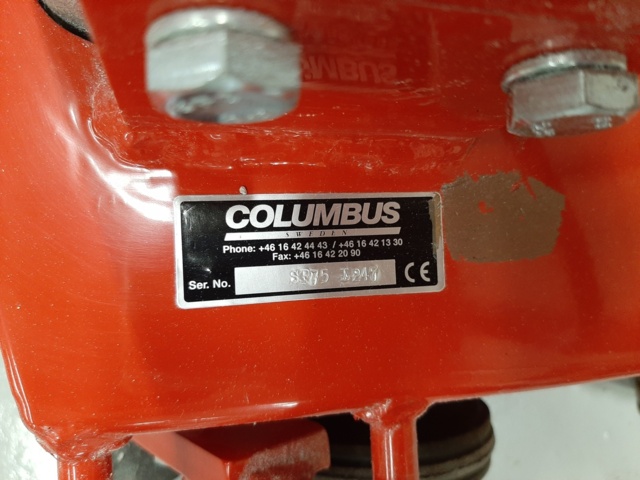 COLUMBUS
SWEDEN
Phone: +46 16 42 44 43 / +46 16 42 13 30
Fax: +46 16 42 20 90
Ser. No.
CE